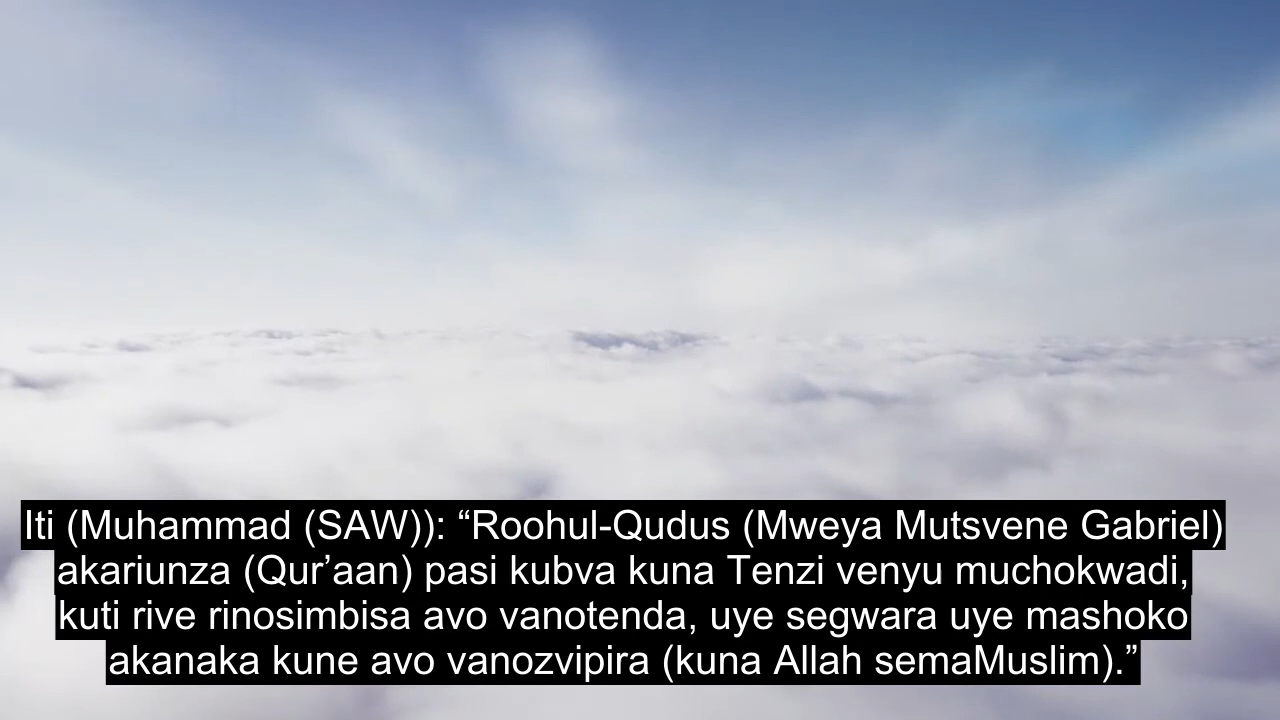 Iti (Muhammad (SAW)): “Roohul-Qudus (Mweya Mutsvene Gabriel)
akariunza (Qur’aan) pasi kubva kuna Tenzi venyu muchokwadi,
kuti rive rinosimbisa avo vanotenda, uye segwara uye mashoko
akanaka kune avo vanozvipira (kuna Allah semaMuslim).”